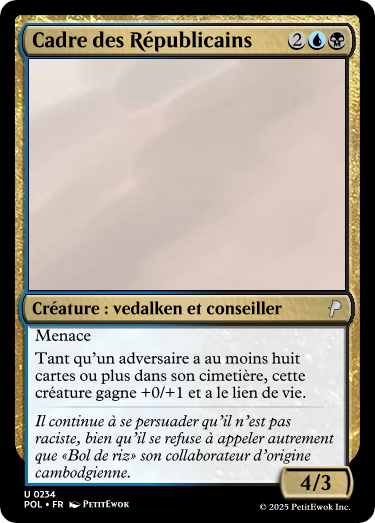 Cadre des Républicains 2
Créature : vedalken et conseiller
Menace
Tant qu'un adversaire a au moins huit
cartes ou plus dans son cimetière, cette
créature gagne +0/+1 et a le lien de vie.
Il continue à se persuader qu'il n'est pas
raciste, bien qu'il se refuse à appeler autrement
que «Bol de riz» son collaborateur d'origine
cambodgienne.
4/3
U 0234
POL • FR PetitEwok
© 2025 PetitEwok Inc.